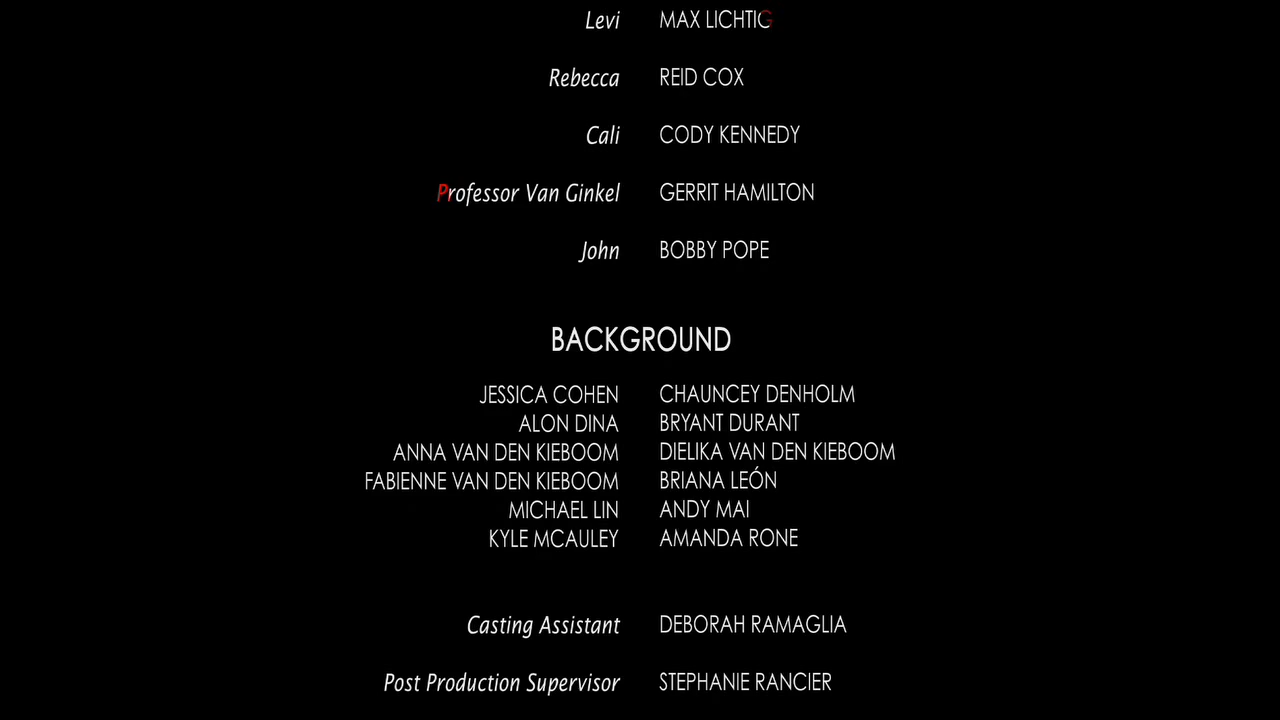 Levi MAX LICHTIG
Rebecca REID COX
Cali CODY KENNEDY
Professor Van Ginkel GERRIT HAMILTON
John BOBBY POPE
BACKGROUND
JESSICA COHEN CHAUNCEY DENHOLM
ALON DINA BRYANT DURANT
ANNA VAN DEN KIEBOOM DIELIKA VAN DEN KIEBOOM
FABIENNE VAN DEN KIEBOOM BRIANA LEÓN
MICHAEL LIN ANDY MAI
KYLE MCAULEY AMANDA RONE
Casting Assistant DEBORAH RAMAGLIA
Post Production Supervisor STEPHANIE RANCIER